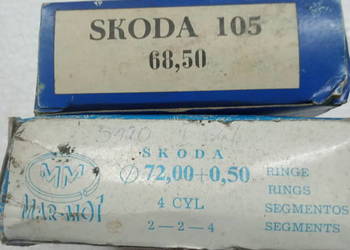 SKODA 105
68,50
SKODA
Ø 72,00+0,50
4 CYL
2-2-4
RINGE
RINGS
SEGMENTOS
SEGMENTS
MM
MAR-MOT